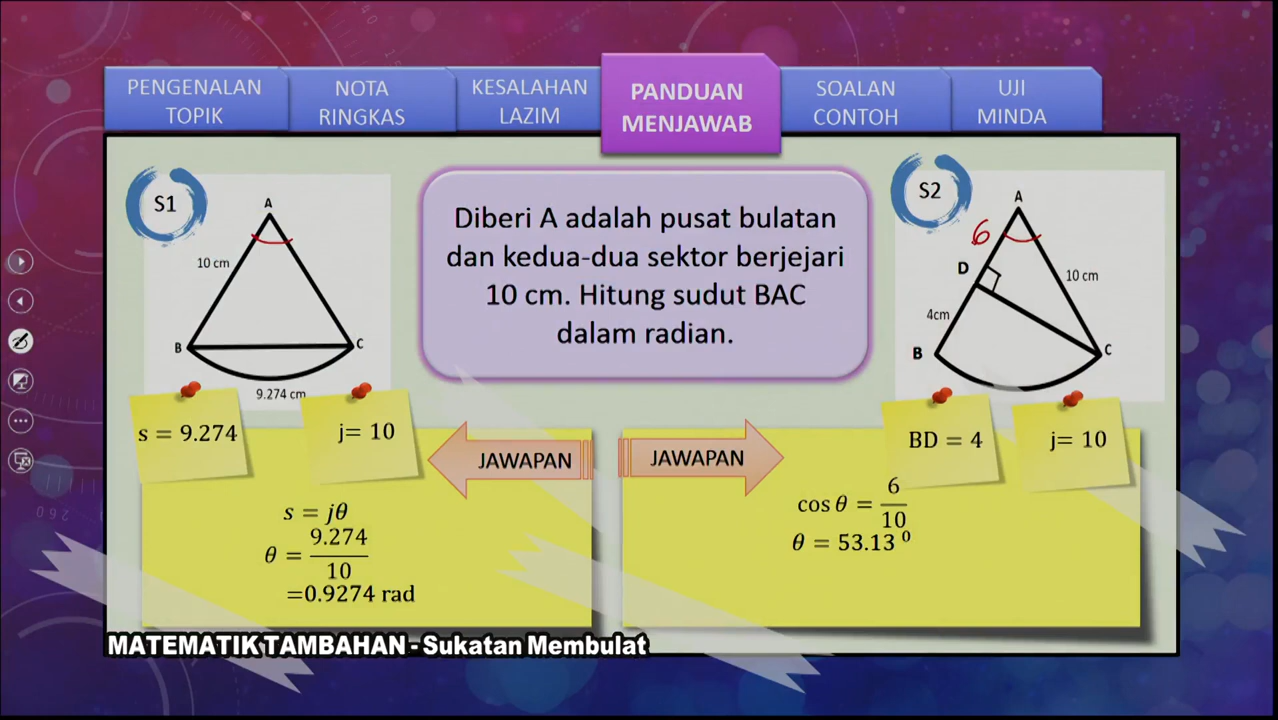 PENGENALAN
TOPIK
NOTA
RINGKAS
KESALAHAN
LAZIM
PANDUAN
MENJAWAB
SOALAN
CONTOH
UJI
MINDA
S1
A
10 cm
B
C
9.274 cm
Diberi A adalah pusat bulatan
dan kedua-dua sektor berjejari
10 cm. Hitung sudut BAC
dalam radian.
S2
A
6
D
10 cm
4cm
B
C
s = 9.274
j= 10
JAWAPAN
s = jθ
θ = 9.274/10
=0.9274 rad
JAWAPAN
BD = 4
j= 10
cos θ = 6/10
θ = 53.13⁰
MATEMATIK TAMBAHAN - Sukatan Membulat